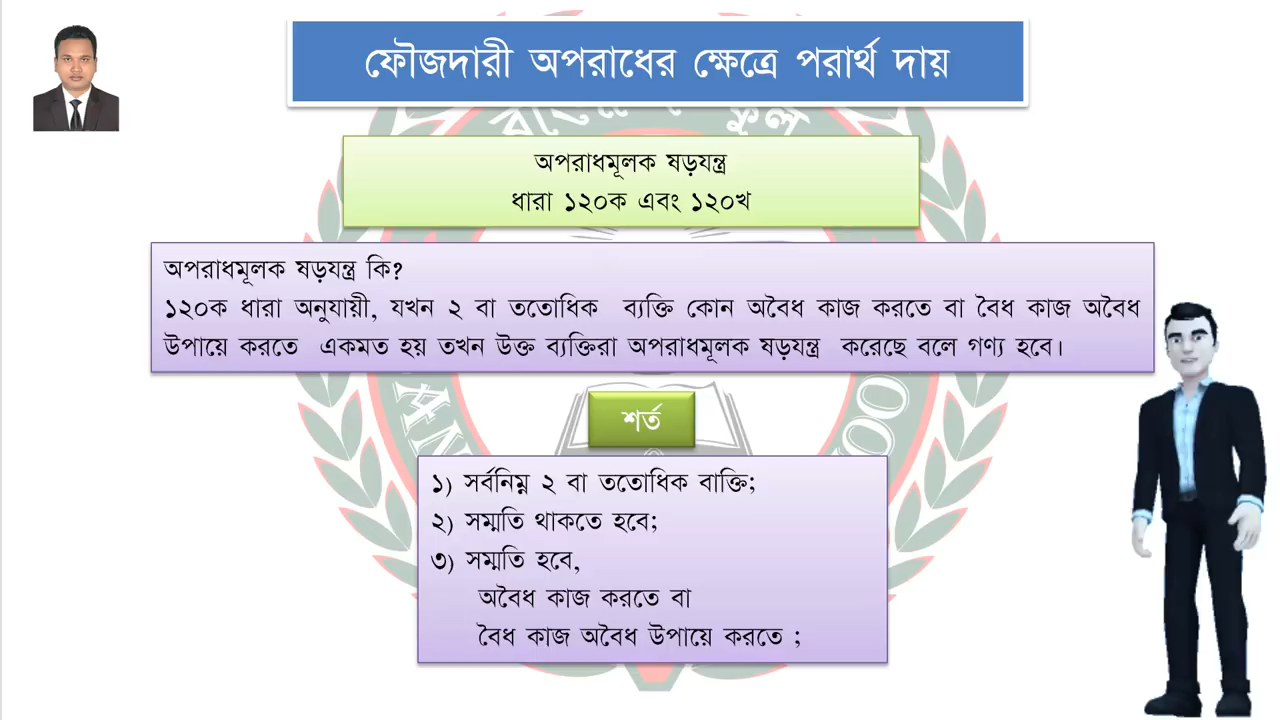 ফৌজদারী অপরাধের ক্ষেত্রে পরার্থ দায়
অপরাধমূলক ষড়যন্ত্র
ধারা ১২০ক এবং ১২০খ
অপরাধমূলক ষড়যন্ত্র কি?
১২০ক ধারা অনুযায়ী, যখন ২ বা ততোধিক ব্যক্তি কোন অবৈধ কাজ করতে বা বৈধ কাজ অবৈধ
উপায়ে করতে একমত হয় তখন উক্ত ব্যক্তিরা অপরাধমূলক ষড়যন্ত্র করেছে বলে গণ্য হবে।
শর্ত
১) সর্বনিম্ন ২ বা ততোধিক ব্যক্তি;
২) সম্মতি থাকতে হবে;
৩) সম্মতি হবে,
অবৈধ কাজ করতে বা
বৈধ কাজ অবৈধ উপায়ে করতে ;